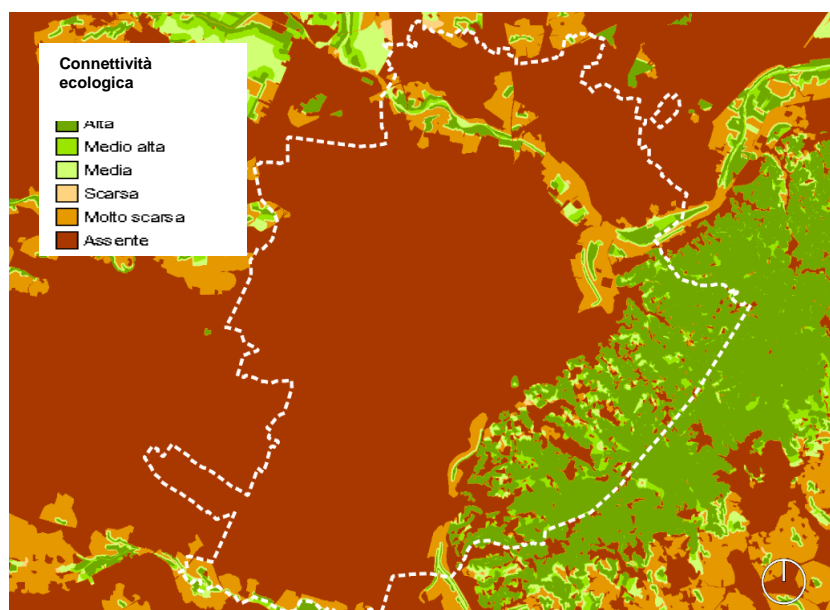 Connettività
ecologica
Alta
Medio alta
Media
Scarsa
Molto scarsa
Assente